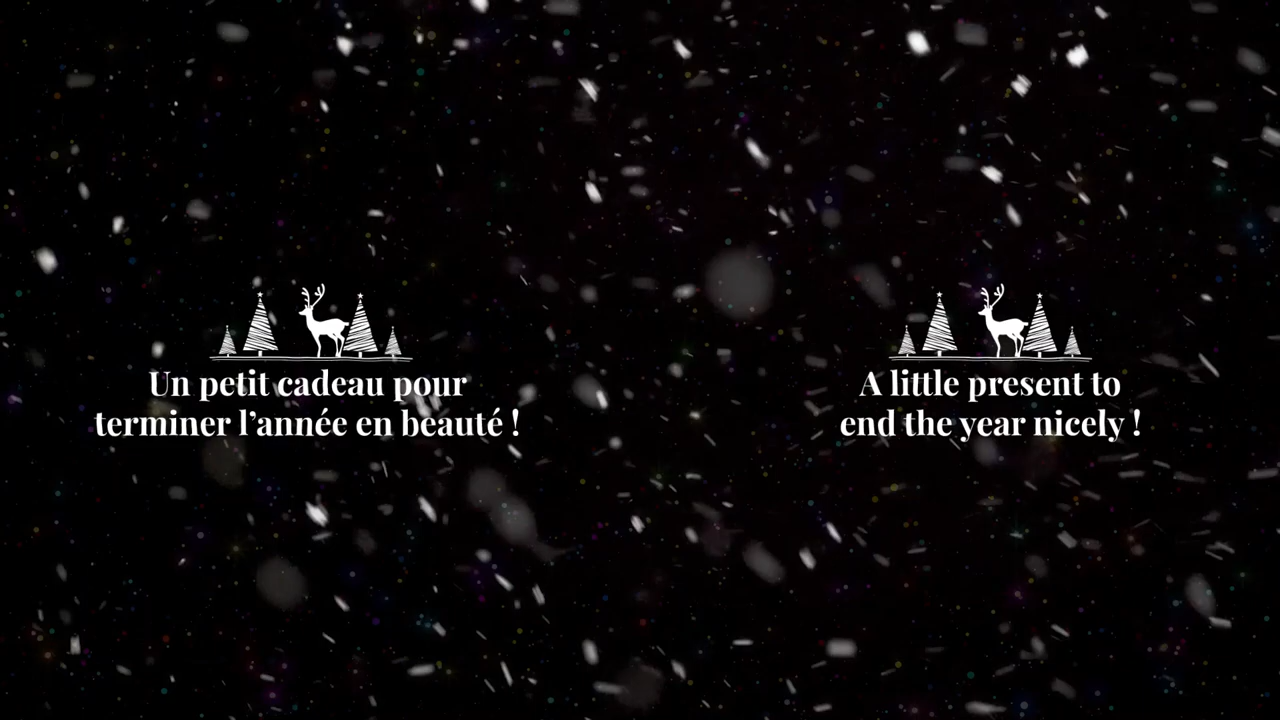 Un petit cadeau pour
terminer l’année en beauté !
A little present to
end the year nicely !